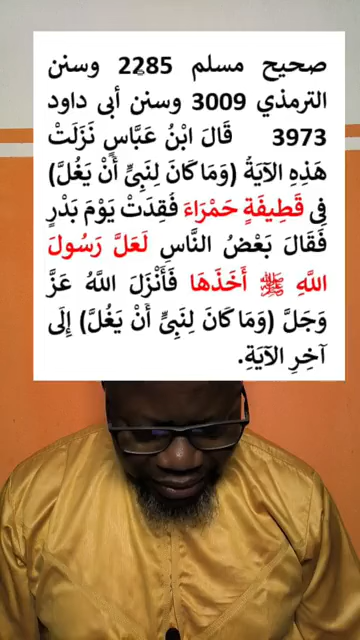 صحيح مسلم 2285 وسنن
الترمذي 3009 وسنن أبى داود
3973 قَالَ ابْنُ عَبَّاسٍ نَزَلَتْ
هَذِهِ الآيَةُ (وَمَا كَانَ لِنَبِىٍّ أَنْ يَغُلَّ)
فِى قَطِيفَةٍ حَمْرَاءَ فُقِدَتْ يَوْمَ بَدْرٍ
فَقَالَ بَعْضُ النَّاسِ لَعَلَّ رَسُولَ
اللَّهِ ﷺ أَخَذَهَا فَأَنْزَلَ اللَّهُ عَزَّ
وَجَلَّ (وَمَا كَانَ لِنَبِىٍّ أَنْ يَغُلَّ) إِلَى
آخِرِ الآيَةِ.